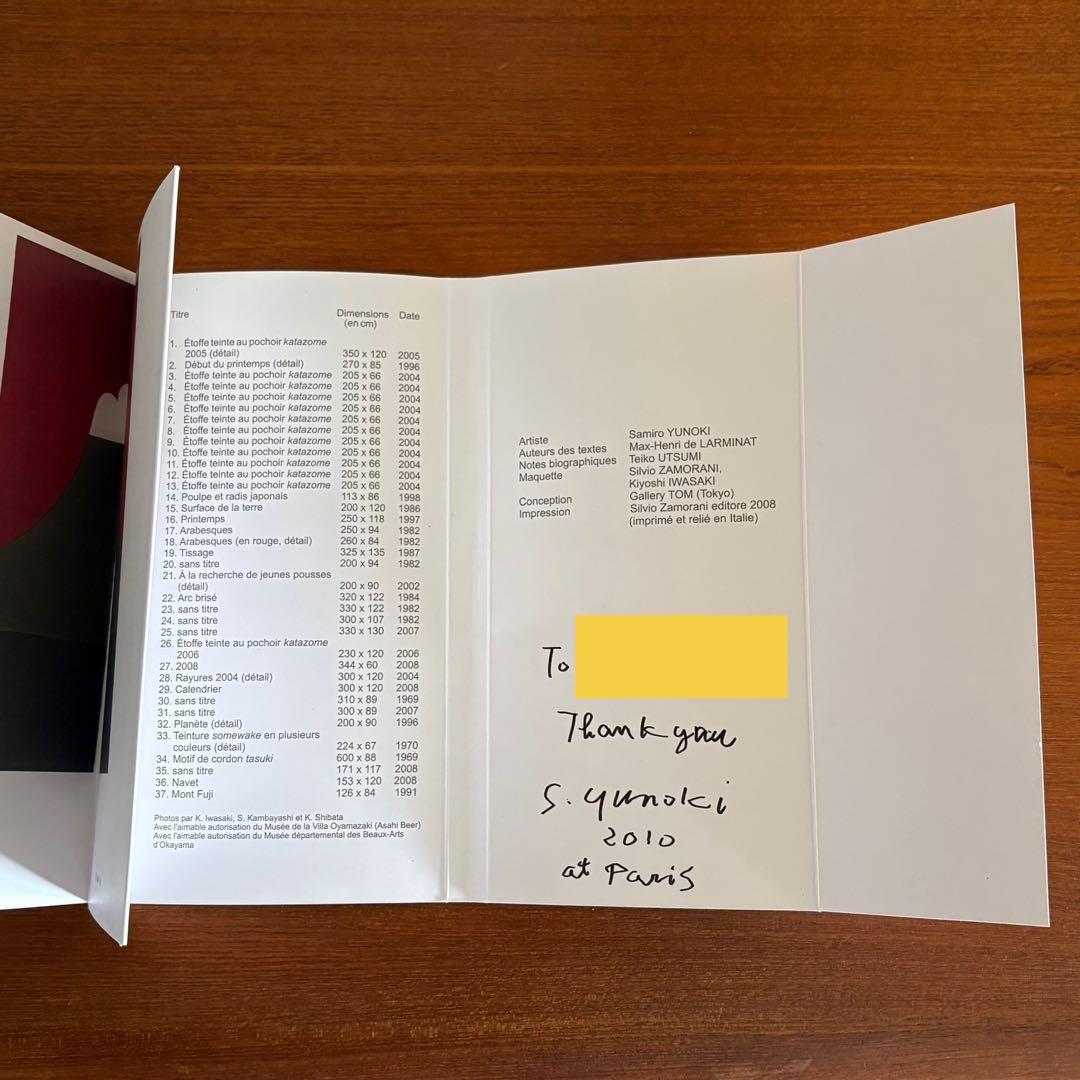 Titre Dimensions (en cm) Date
1. Étoffe teinte au pochoir katazome
2005 (détail) 350 x 120 2005
2. Début du printemps (détail) 270 x 85 1996
3. Étoffe teinte au pochoir katazome 205 x 66 2004
4. Étoffe teinte au pochoir katazome 205 x 66 2004
5. Étoffe teinte au pochoir katazome 205 x 66 2004
6. Étoffe teinte au pochoir katazome 205 x 66 2004
7. Étoffe teinte au pochoir katazome 205 x 66 2004
8. Étoffe teinte au pochoir katazome 205 x 66 2004
9. Étoffe teinte au pochoir katazome 205 x 66 2004
10. Étoffe teinte au pochoir katazome 205 x 66 2004
11. Étoffe teinte au pochoir katazome 205 x 66 2004
12. Étoffe teinte au pochoir katazome 205 x 66 2004
13. Étoffe teinte au pochoir katazome 205 x 66 2004
14. Poulpe et radis japonais 113 x 86 1998
15. Surface de la terre 200 x 120 1986
16. Printemps 250 x 118 1997
17. Arabesques 250 x 94 1982
18. Arabesques (en rouge, détail) 260 x 84 1982
19. Tissage 325 x 135 1987
20. sans titre 200 x 94 1982
21. À la recherche de jeunes pousses
(détail) 200 x 90 2002
22. Arc brisé 320 x 122 1984
23. sans titre 330 x 122 1982
24. sans titre 300 x 107 1982
25. sans titre 330 x 130 2007
26. Étoffe teinte au pochoir katazome
2006 230 x 120 2006
27. 2008 344 x 60 2008
28. Rayures 2004 (détail) 300 x 120 2004
29. Calendrier 300 x 120 2008
30. sans titre 310 x 89 1969
31. sans titre 300 x 89 2007
32. Planète (détail) 200 x 90 1996
33. Teinture somewake en plusieurs
couleurs (détail) 224 x 67 1970
34. Motif de cordon tasuki 600 x 88 1969
35. sans titre 171 x 117 2008
36. Navet 153 x 120 2008
37. Mont Fuji 126 x 84 1991
Photos par K. Iwasaki, S. Kambayashi et K. Shibata
Avec l'aimable autorisation du Musée de la Villa Oyamazaki (Asahi Beer)
Avec l'aimable autorisation du Musée départemental des Beaux-Arts
d'Okayama
Artiste Samiro YUNOKI
Auteurs des textes Max-Henri de LARMINAT
Notes biographiques Teiko UTSUMI
Maquette Silvio ZAMORANI,
Kiyoshi IWASAKI
Conception Gallery TOM (Tokyo)
Impression Silvio Zamorani editore 2008
(imprimé et relié en Italie)
To
Thank you
S. Yunoki
2010
at Paris